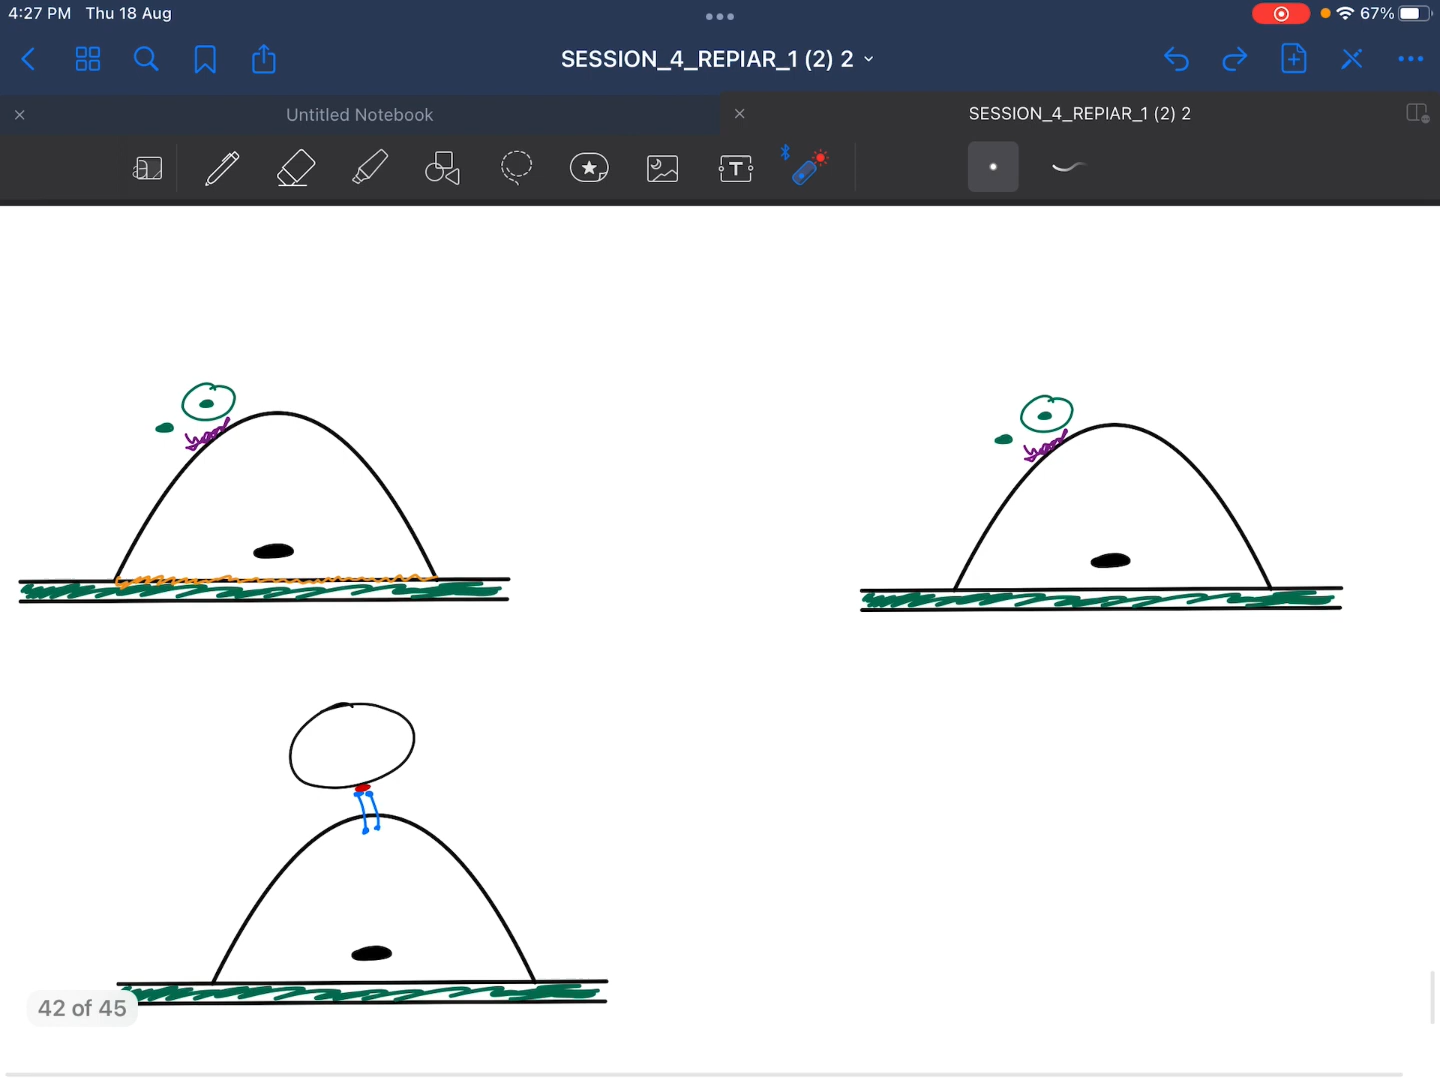 4:27 PM Thu 18 Aug
67%
SESSION_4_REPIAR_1 (2) 2
Untitled Notebook
SESSION_4_REPIAR_1 (2) 2
T
42 of 45